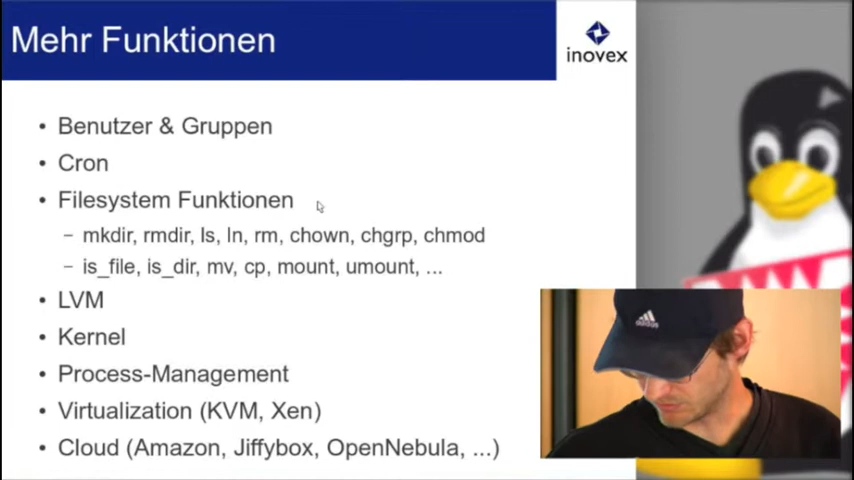 Mehr Funktionen
inovex
• Benutzer & Gruppen
• Cron
• Filesystem Funktionen
– mkdir, rmdir, ls, ln, rm, chown, chgrp, chmod
– is_file, is_dir, mv, cp, mount, umount, ...
• LVM
• Kernel
• Process-Management
• Virtualization (KVM, Xen)
• Cloud (Amazon, Jiffybox, OpenNebula, ...)
adidas